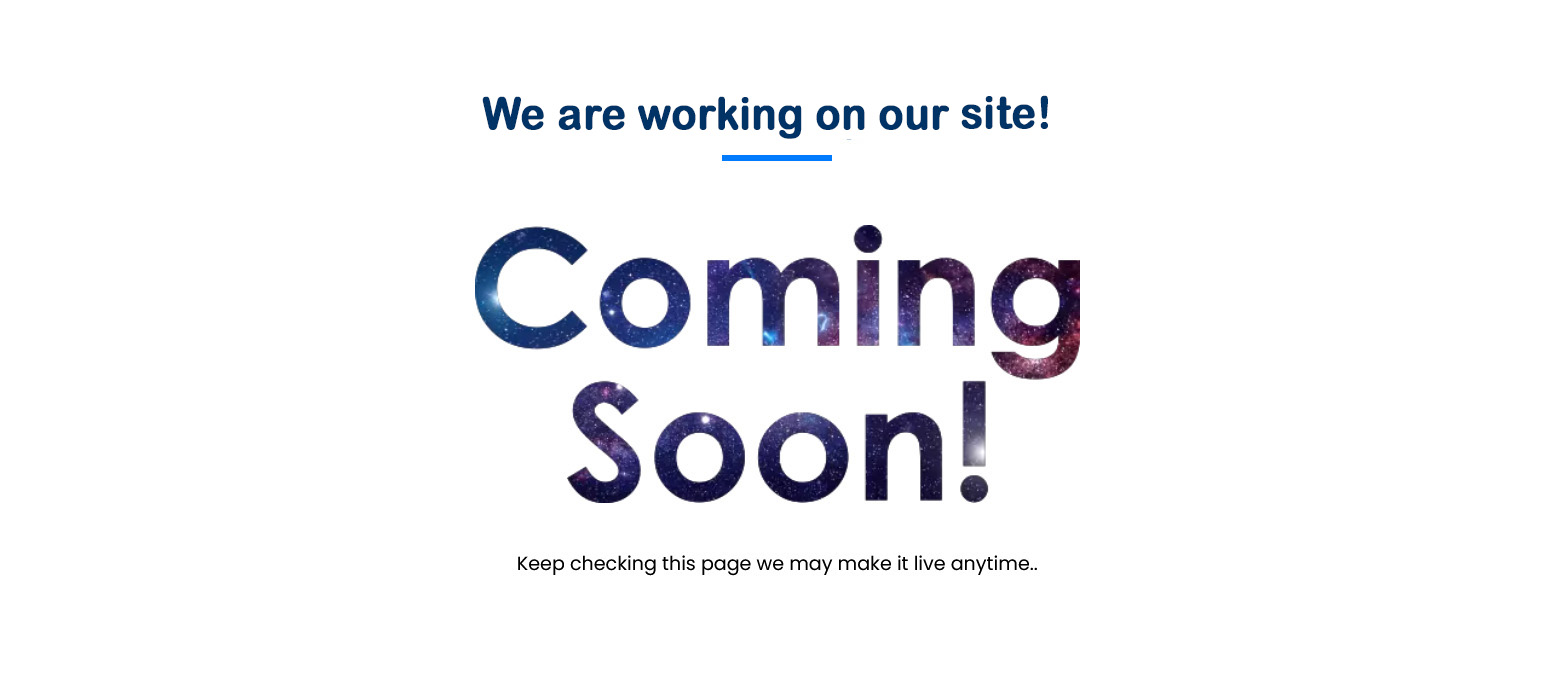 We are working on our site!
Coming
Soon!
Keep checking this page we may make it live anytime..